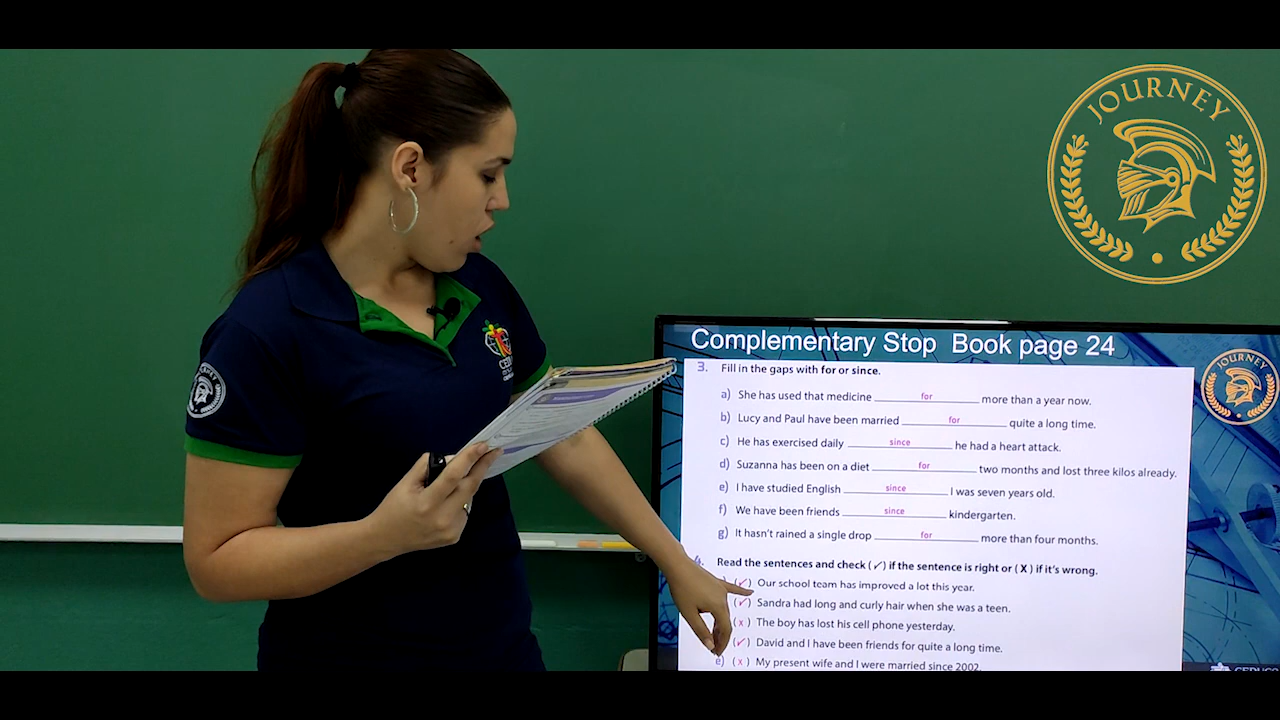 JOURNEY
Complementary Stop Book page 24
JOURNEY
3. Fill in the gaps with for or since.
a) She has used that medicine for more than a year now.
b) Lucy and Paul have been married for quite a long time.
c) He has exercised daily since he had a heart attack.
d) Suzanna has been on a diet for two months and lost three kilos already.
e) I have studied English since I was seven years old.
f) We have been friends since kindergarten.
g) It hasn't rained a single drop for more than four months.
4. Read the sentences and check (✓) if the sentence is right or (X) if it's wrong.
(✓) Our school team has improved a lot this year.
(✓) Sandra had long and curly hair when she was a teen.
(x) The boy has lost his cell phone yesterday.
(✓) David and I have been friends for quite a long time.
e) (x) My present wife and I were married since 2002.